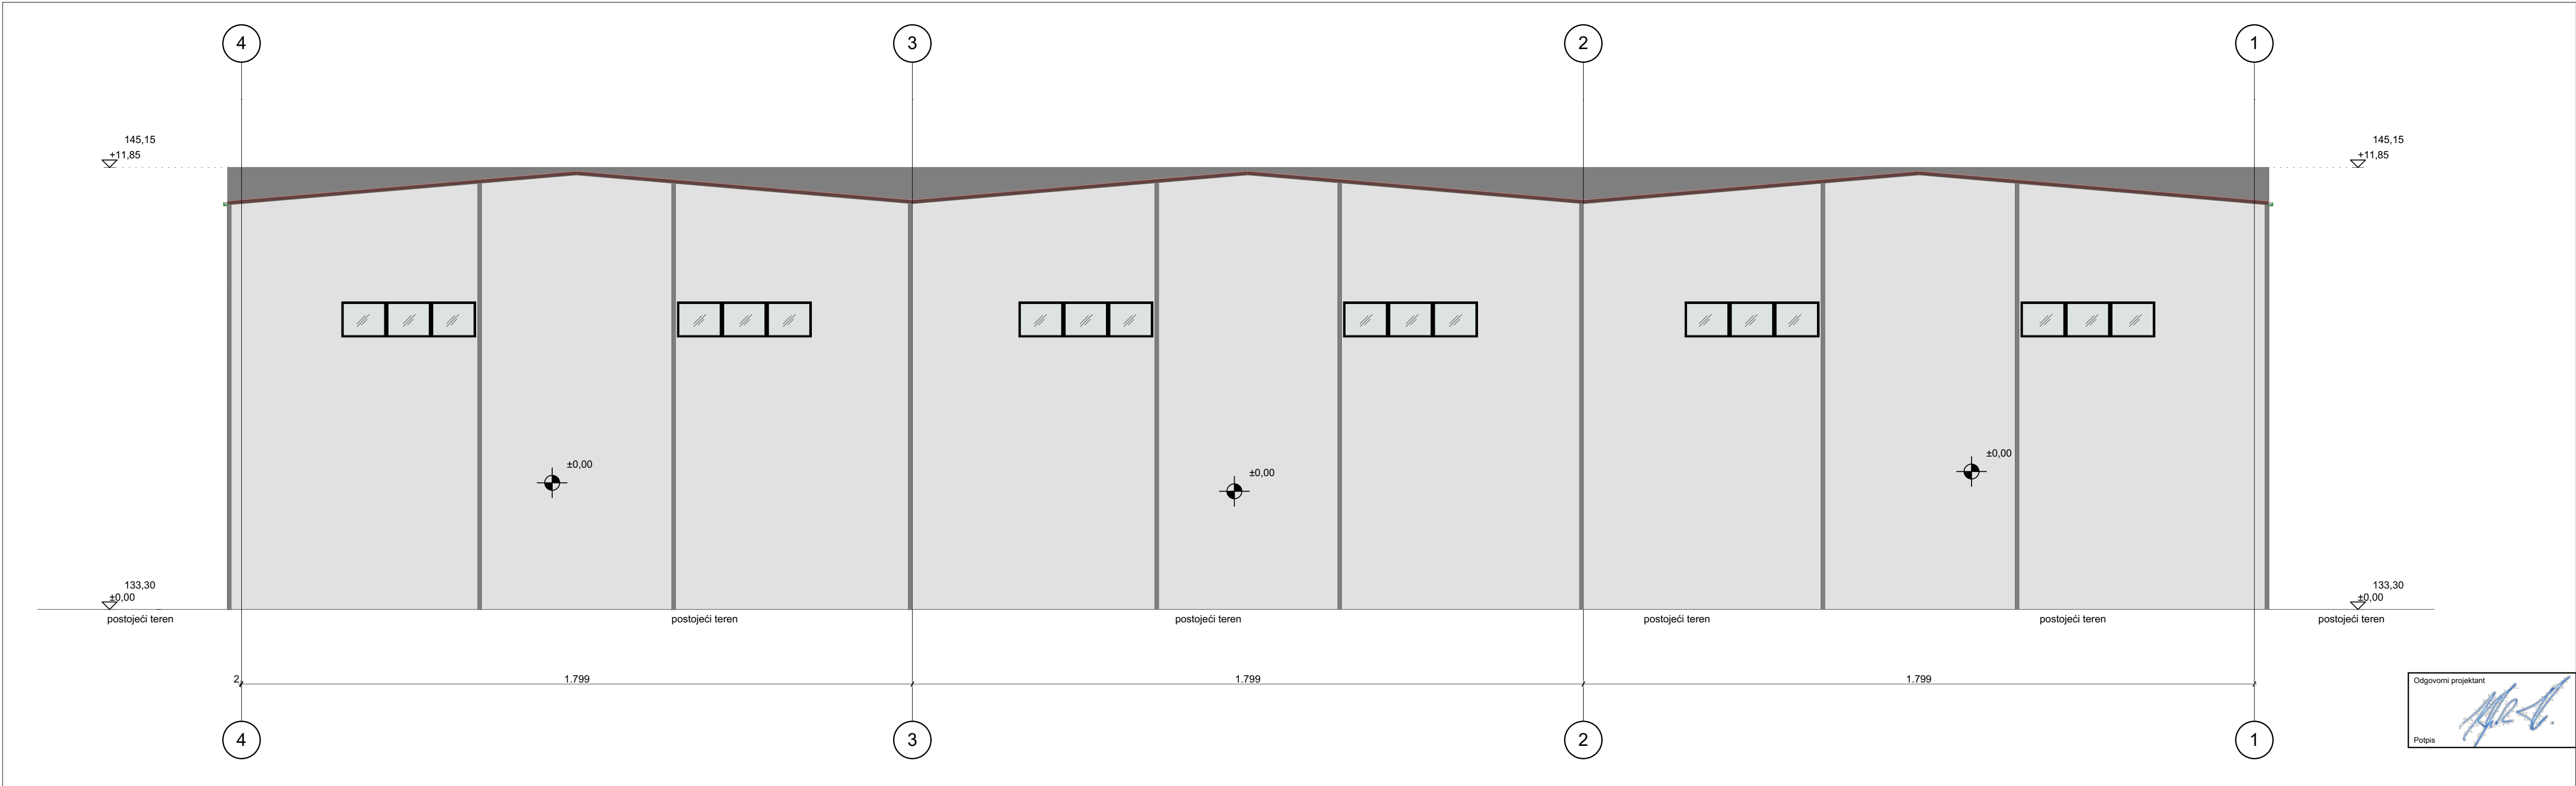 4 3 2 1
145,15 145,15
+11,85 +11,85
±0,00
±0,00
±0,00
133,30 133,30
±0,00 ±0,00
postojeći teren postojeći teren postojeći teren postojeći teren postojeći teren postojeći teren
2 1.799 1.799 1.799
Odgovorni projektant
Potpis
4 3 2 1